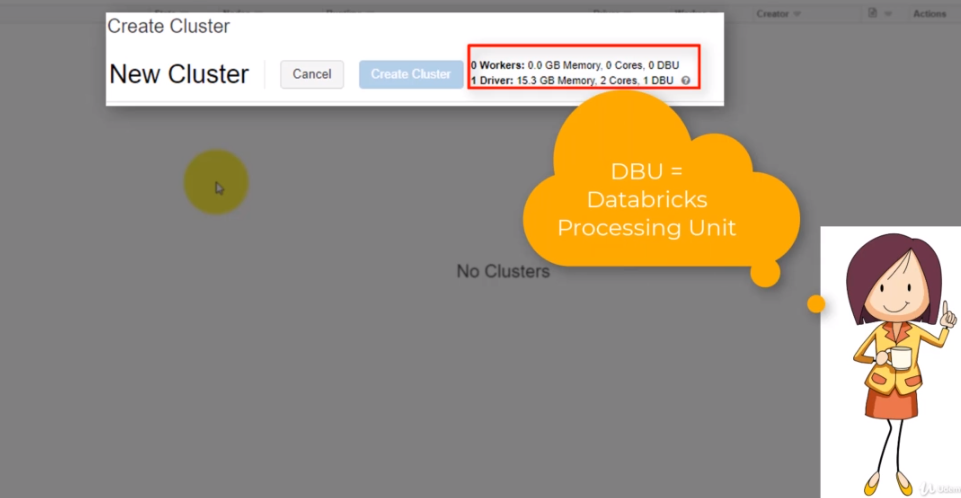 Creator
Actions
Create Cluster
New Cluster
Cancel
Create Cluster
0 Workers: 0.0 GB Memory, 0 Cores, 0 DBU
1 Driver: 15.3 GB Memory, 2 Cores, 1 DBU
DBU =
Databricks
Processing Unit
No Clusters